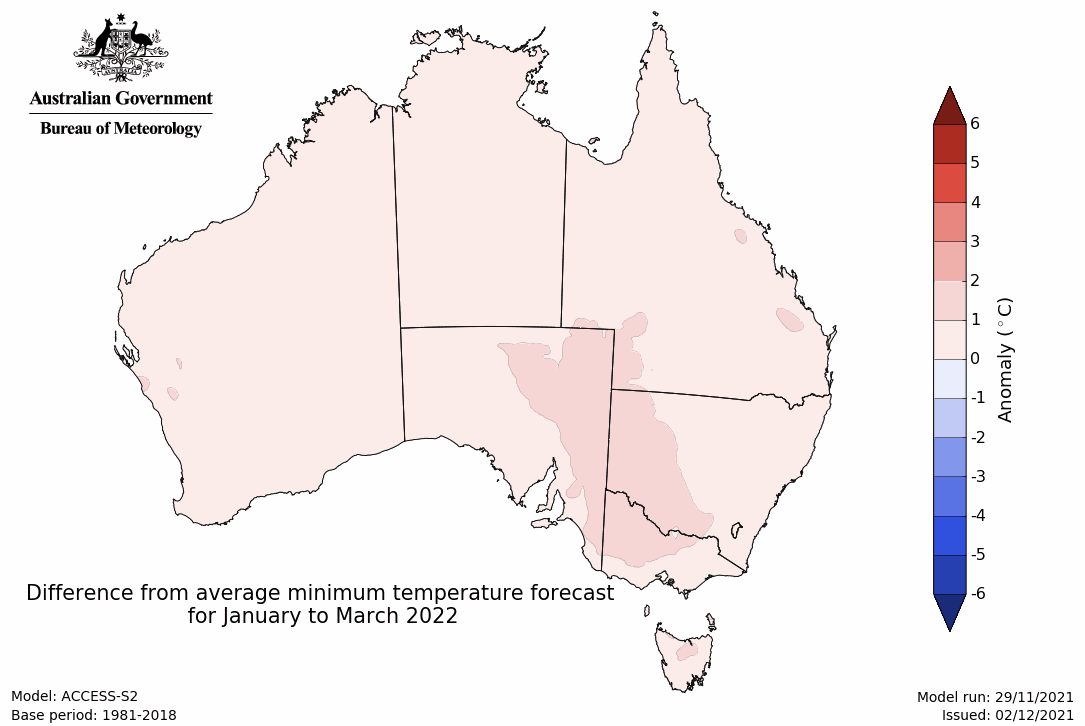 Australian Government
Bureau of Meteorology
6
5
4
3
2
1
0
-1
-2
-3
-4
-5
-6
Anomaly (°C)
Difference from average minimum temperature forecast
for January to March 2022
Model: ACCESS-S2
Base period: 1981-2018
Model run: 29/11/2021
Issued: 02/12/2021